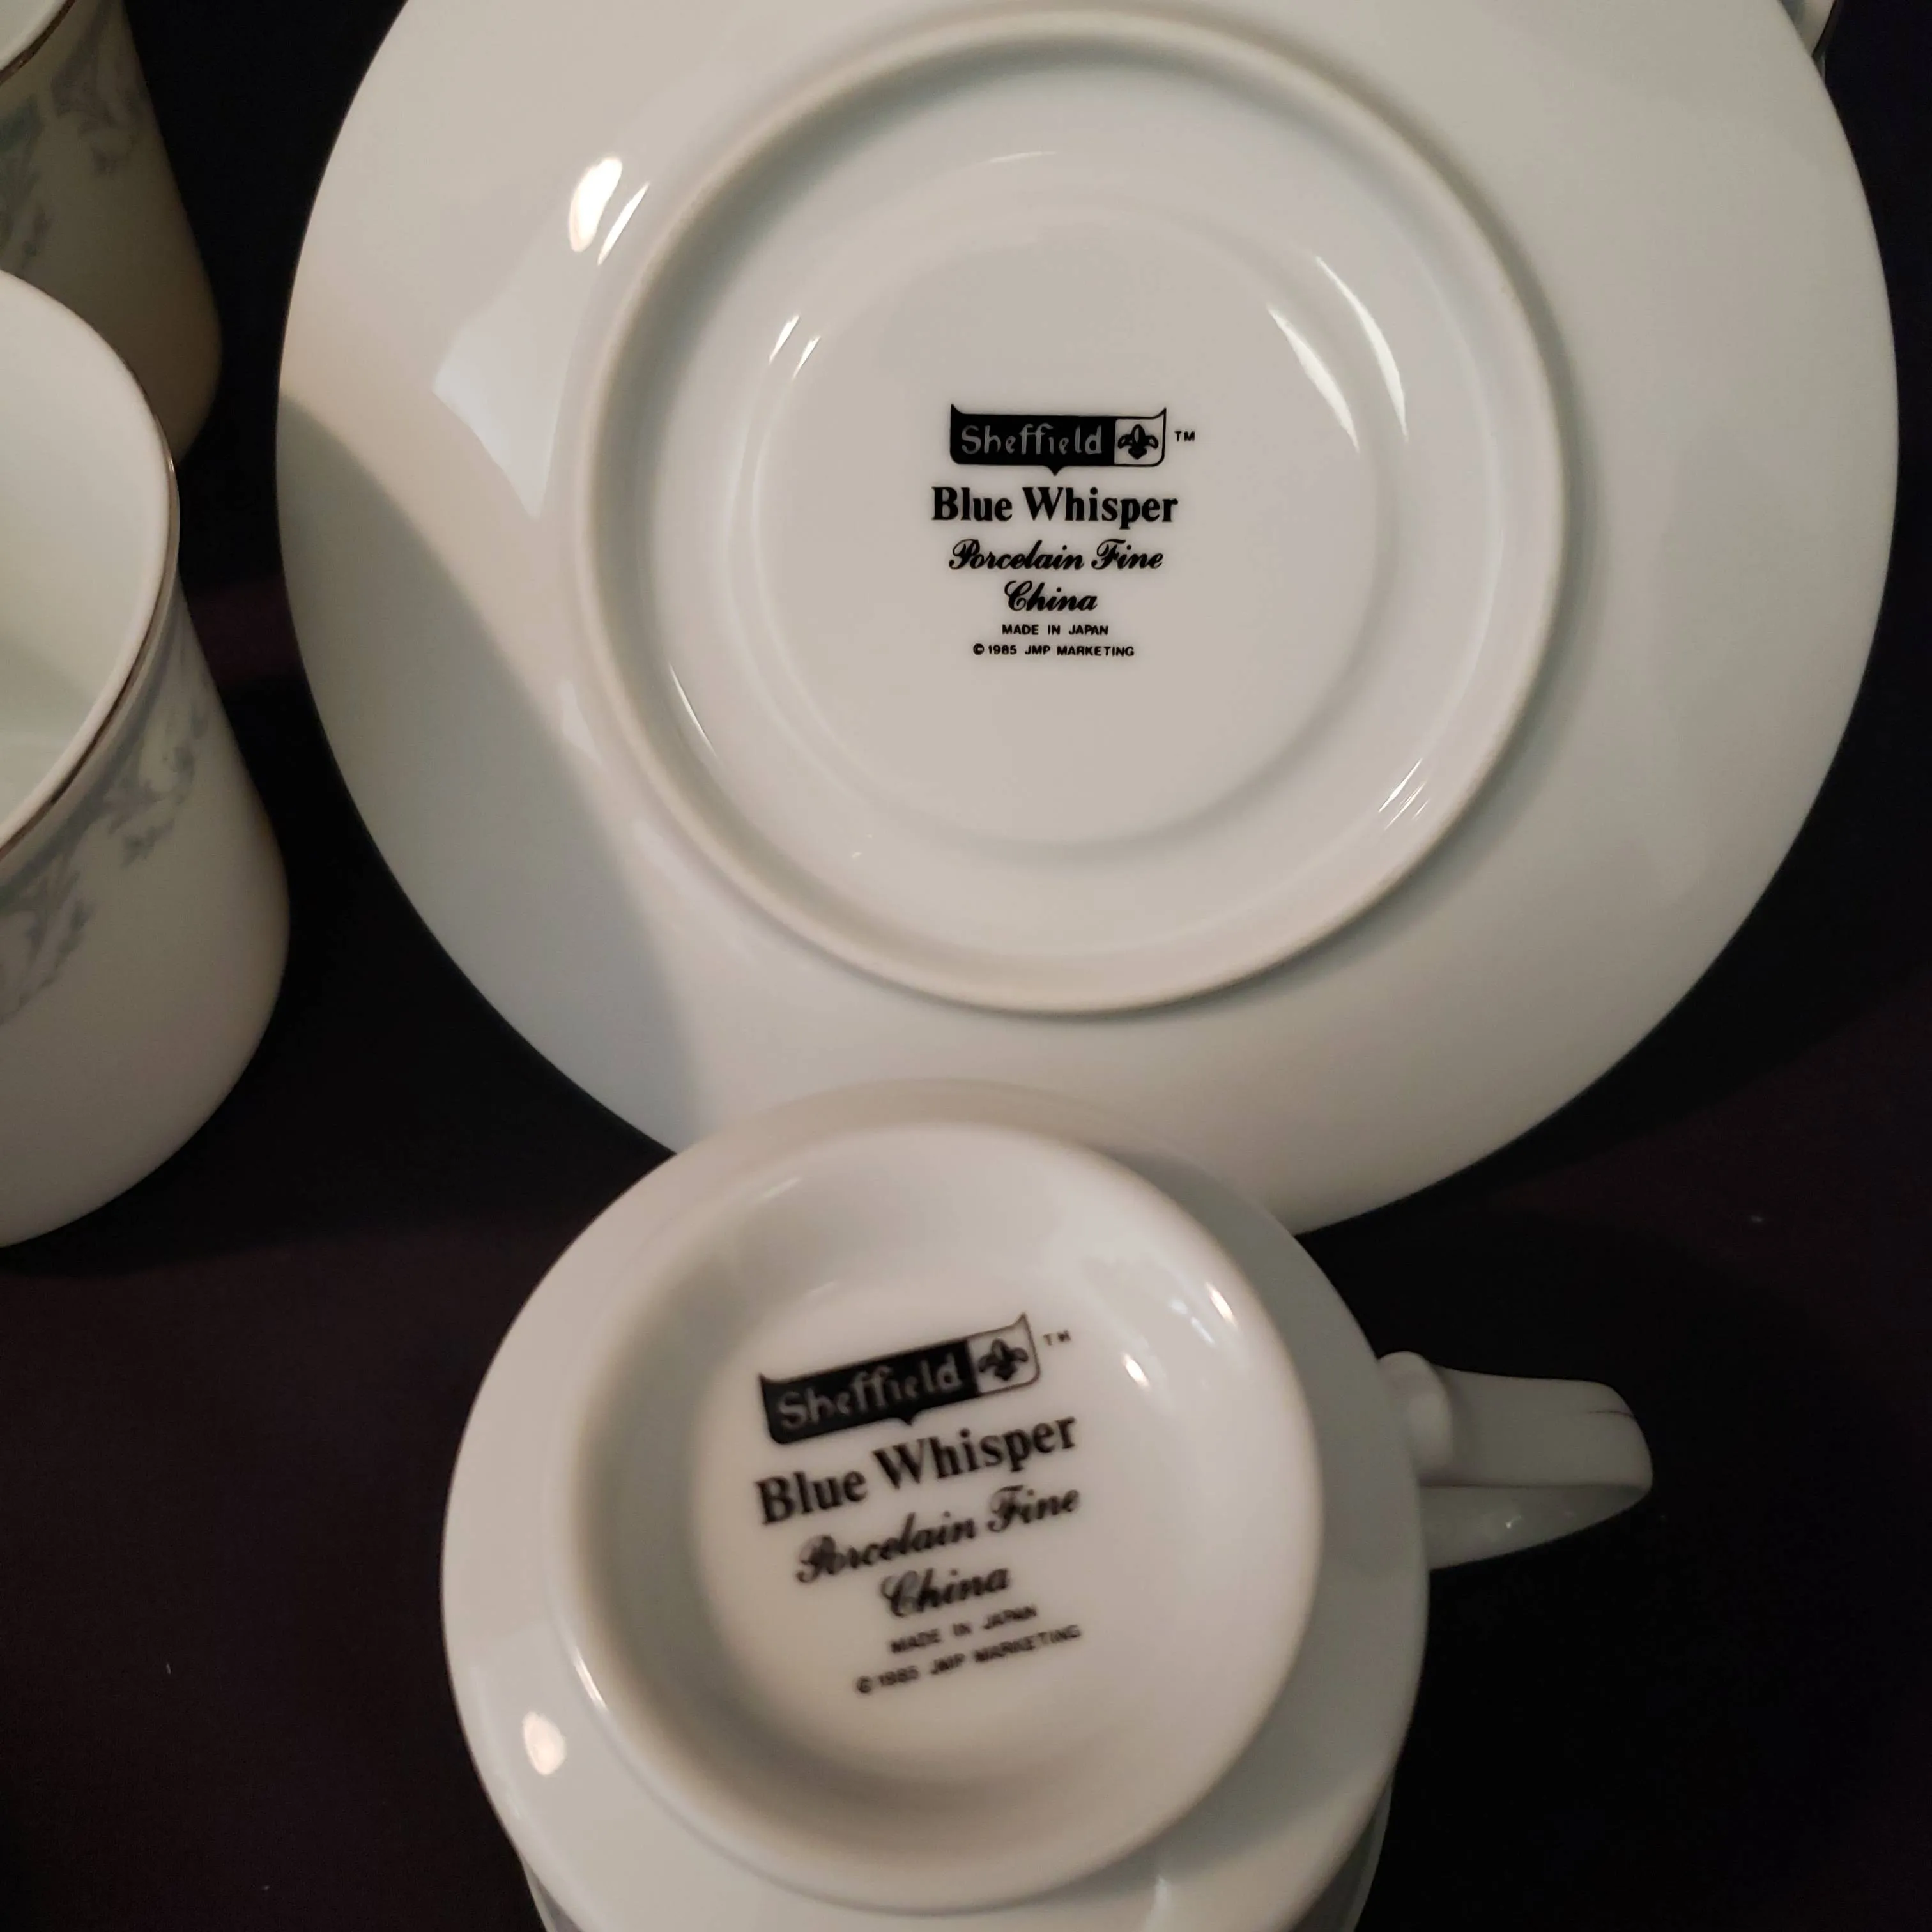 Sheffield ™
Blue Whisper
Porcelain Fine
China
MADE IN JAPAN
© 1985 JMP MARKETING
Sheffield ™
Blue Whisper
Porcelain Fine
China
MADE IN JAPAN
© 1985 JMP MARKETING